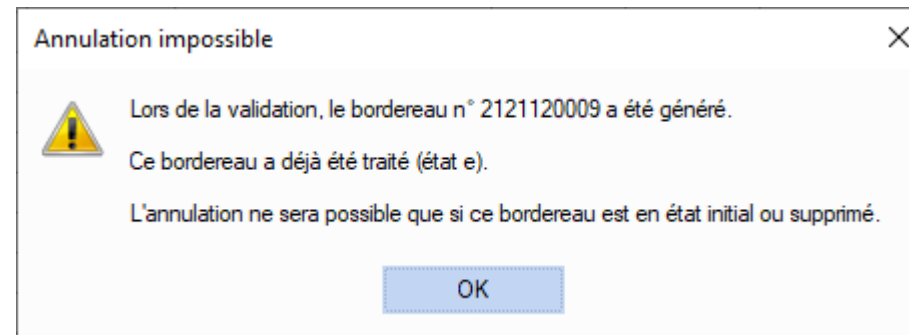 Annulation impossible
Lors de la validation, le bordereau n° 2121120009 a été généré.
Ce bordereau a déjà été traité (état e).
L'annulation ne sera possible que si ce bordereau est en état initial ou supprimé.
OK